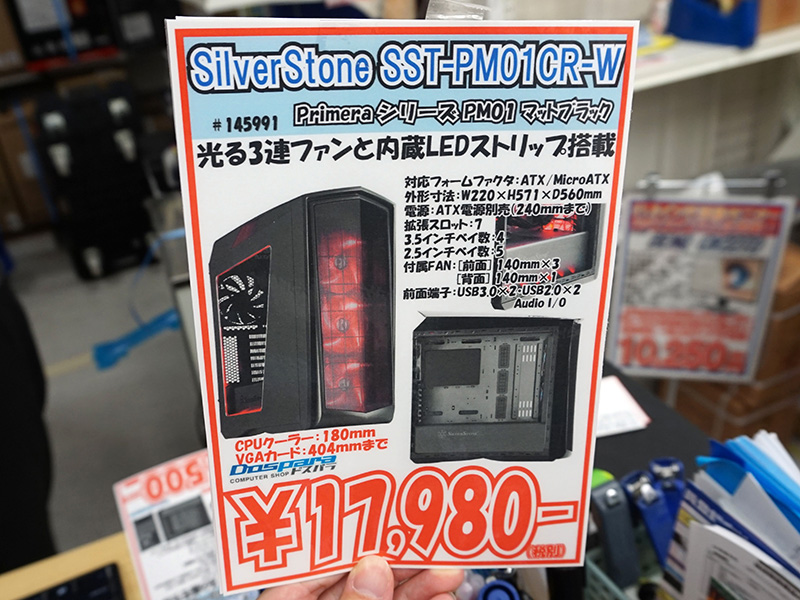 SilverStone SST-PM01CR-W
#145991 Primera シリーズ PM01 マットブラック
光る3連ファンと内蔵LEDストリップ搭載
対応フォームファクタ:ATX/MicroATX
外形寸法:W220×H571×D560mm
電源:ATX電源別売(240mmまで)
拡張スロット:7
3.5インチベイ数:4
2.5インチベイ数:5
付属FAN:[前面]140mm×3
[背面]140mm×1
前面端子:USB3.0×2・USB2.0×2
Audio I/O
CPUクーラー:180mm
VGAカード:404mmまで
Dospara ドスパラ
COMPUTER SHOP
¥17,980-
(税別)